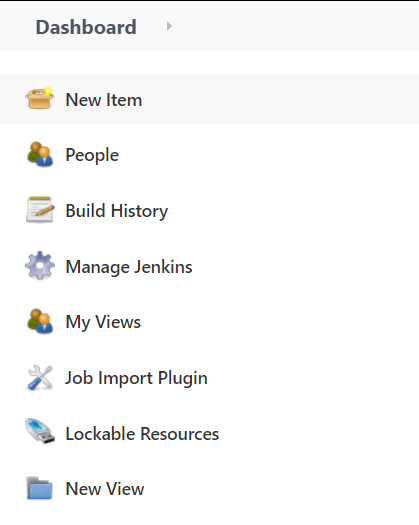 Dashboard
New Item
People
Build History
Manage Jenkins
My Views
Job Import Plugin
Lockable Resources
New View